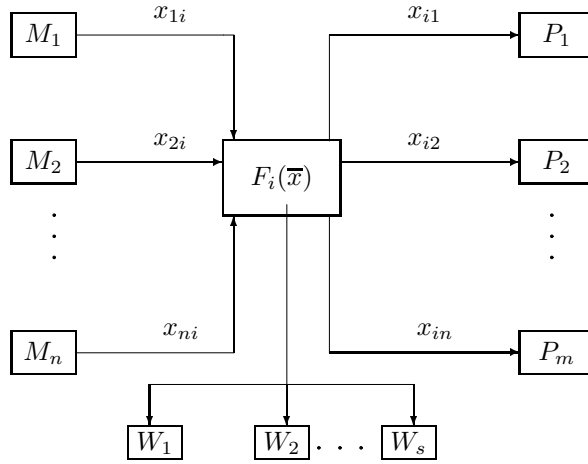 x_{1i} x_{i1}
M_1 P_1
x_{2i} x_{i2}
M_2 F_i(\overline{x}) P_2
x_{ni} x_{in}
M_n P_m
W_1 W_2 . . . W_s